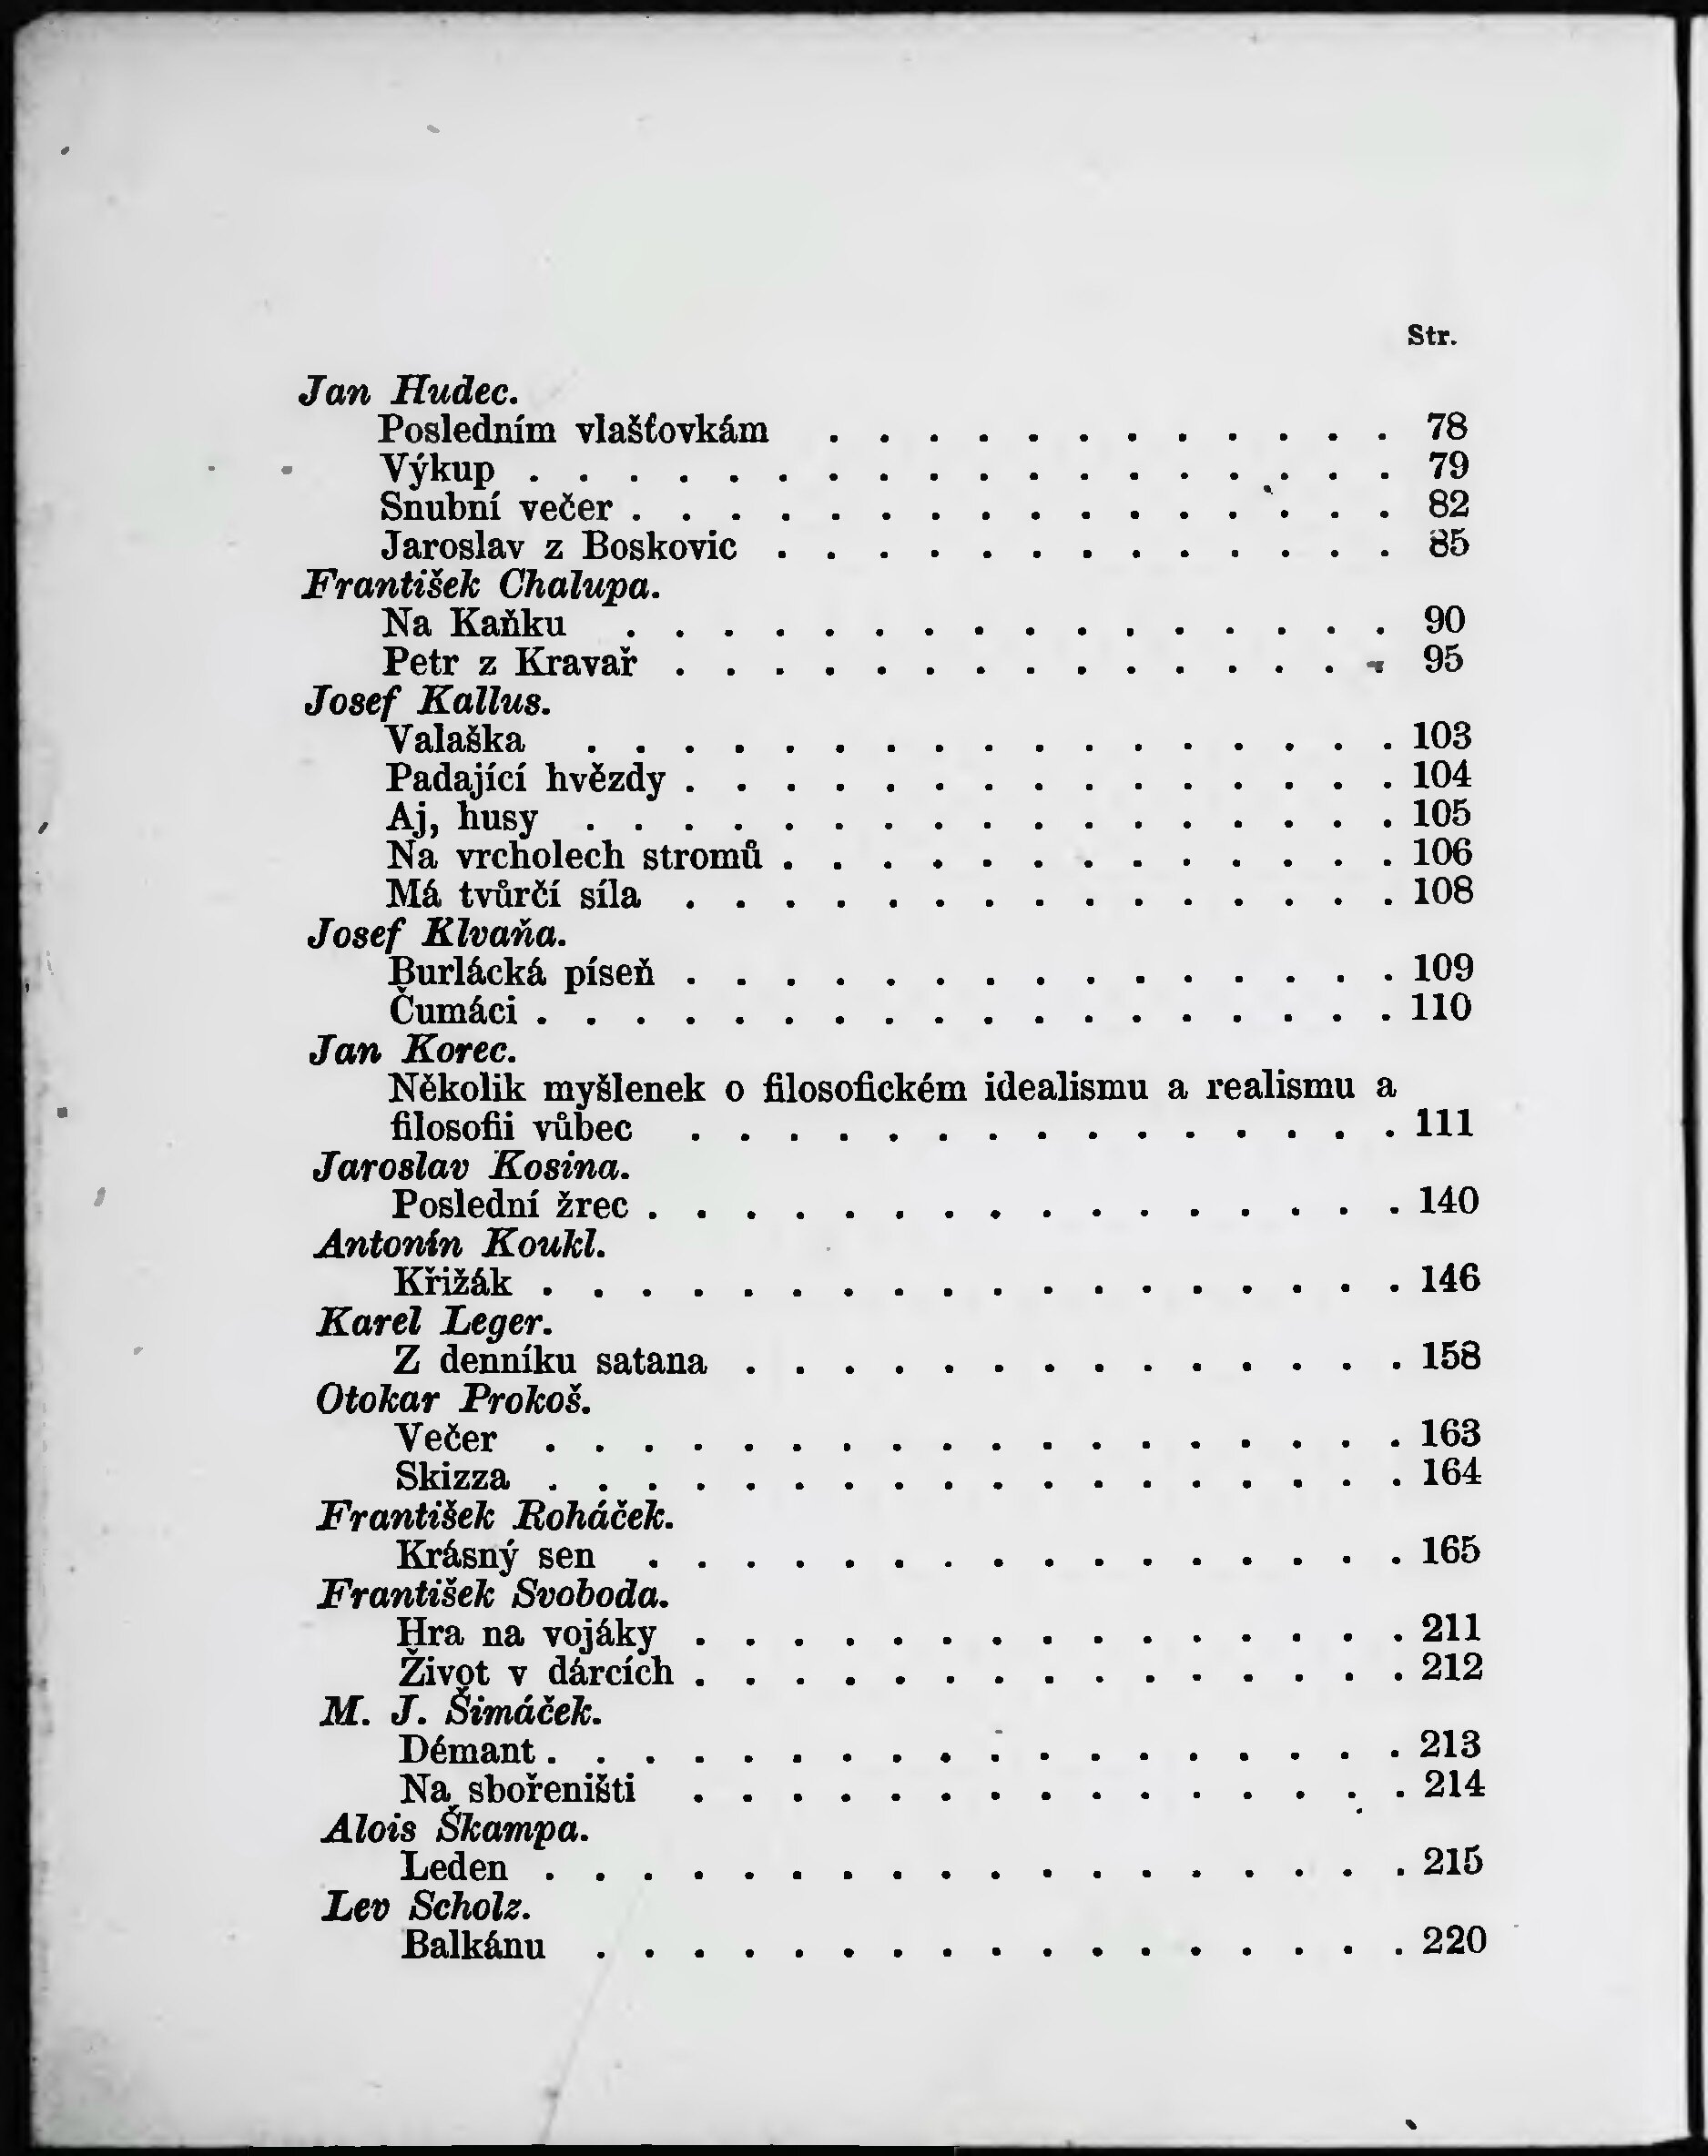 Str.
Jan Hudec.
Posledním vlašťovkám . . . . . . . . . . . . 78
Výkup . . . . . . . . . . . . . . . . . . 79
Snubní večer . . . . . . . . . . . . . . . . 82
Jaroslav z Boskovic . . . . . . . . . . . . . 85
František Chalupa.
Na Kaňku . . . . . . . . . . . . . . . . 90
Petr z Kravař . . . . . . . . . . . . . . . 95
Josef Kallus.
Valaška . . . . . . . . . . . . . . . . . 103
Padající hvězdy . . . . . . . . . . . . . . . 104
Aj, husy . . . . . . . . . . . . . . . . . 105
Na vrcholech stromů . . . . . . . . . . . . . 106
Má tvůrčí síla . . . . . . . . . . . . . . . 108
Josef Klvaňa.
Burlácká píseň . . . . . . . . . . . . . . . 109
Čumáci . . . . . . . . . . . . . . . . . . 110
Jan Korec.
Několik myšlenek o filosofickém idealismu a realismu a
filosofii vůbec . . . . . . . . . . . . . . . 111
Jaroslav Kosina.
Poslední žrec . . . . . . . . . . . . . . . . 140
Antonín Koukl.
Křižák . . . . . . . . . . . . . . . . . . 146
Karel Leger.
Z denníku satana . . . . . . . . . . . . . . 158
Otokar Prokoš.
Večer . . . . . . . . . . . . . . . . . . 163
Skizza . . . . . . . . . . . . . . . . . . 164
František Roháček.
Krásný sen . . . . . . . . . . . . . . . . 165
František Svoboda.
Hra na vojáky . . . . . . . . . . . . . . . 211
Život v dárcích . . . . . . . . . . . . . . . 212
M. J. Šimáček.
Démant . . . . . . . . . . . . . . . . . . 213
Na sbořeništi . . . . . . . . . . . . . . . 214
Alois Škampa.
Leden . . . . . . . . . . . . . . . . . . 215
Lev Scholz.
Balkánu . . . . . . . . . . . . . . . . . 220